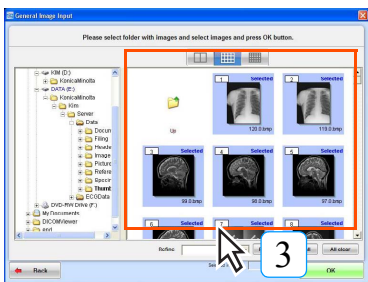 General Image Input
Please select folder with images and select images and press OK button.
KIM (D:)
KonicaMinolta
DATA (E:)
KonicaMinolta
Kim
Server
Data
Docun
Filing
Heade
Image
Picture
Refere
Thumb
ECGData
DVD-RW Drive (F:)
My Documents
DICOMViewer
and
Up
1 Selected
120.0.bmp
2 Selected
119.0.bmp
3 Selected
99.0.bmp
4 Selected
98.0.bmp
5 Selected
97.0.bmp
6 Selected
7 Selected
8 Selected
All clear
3
Back
OK